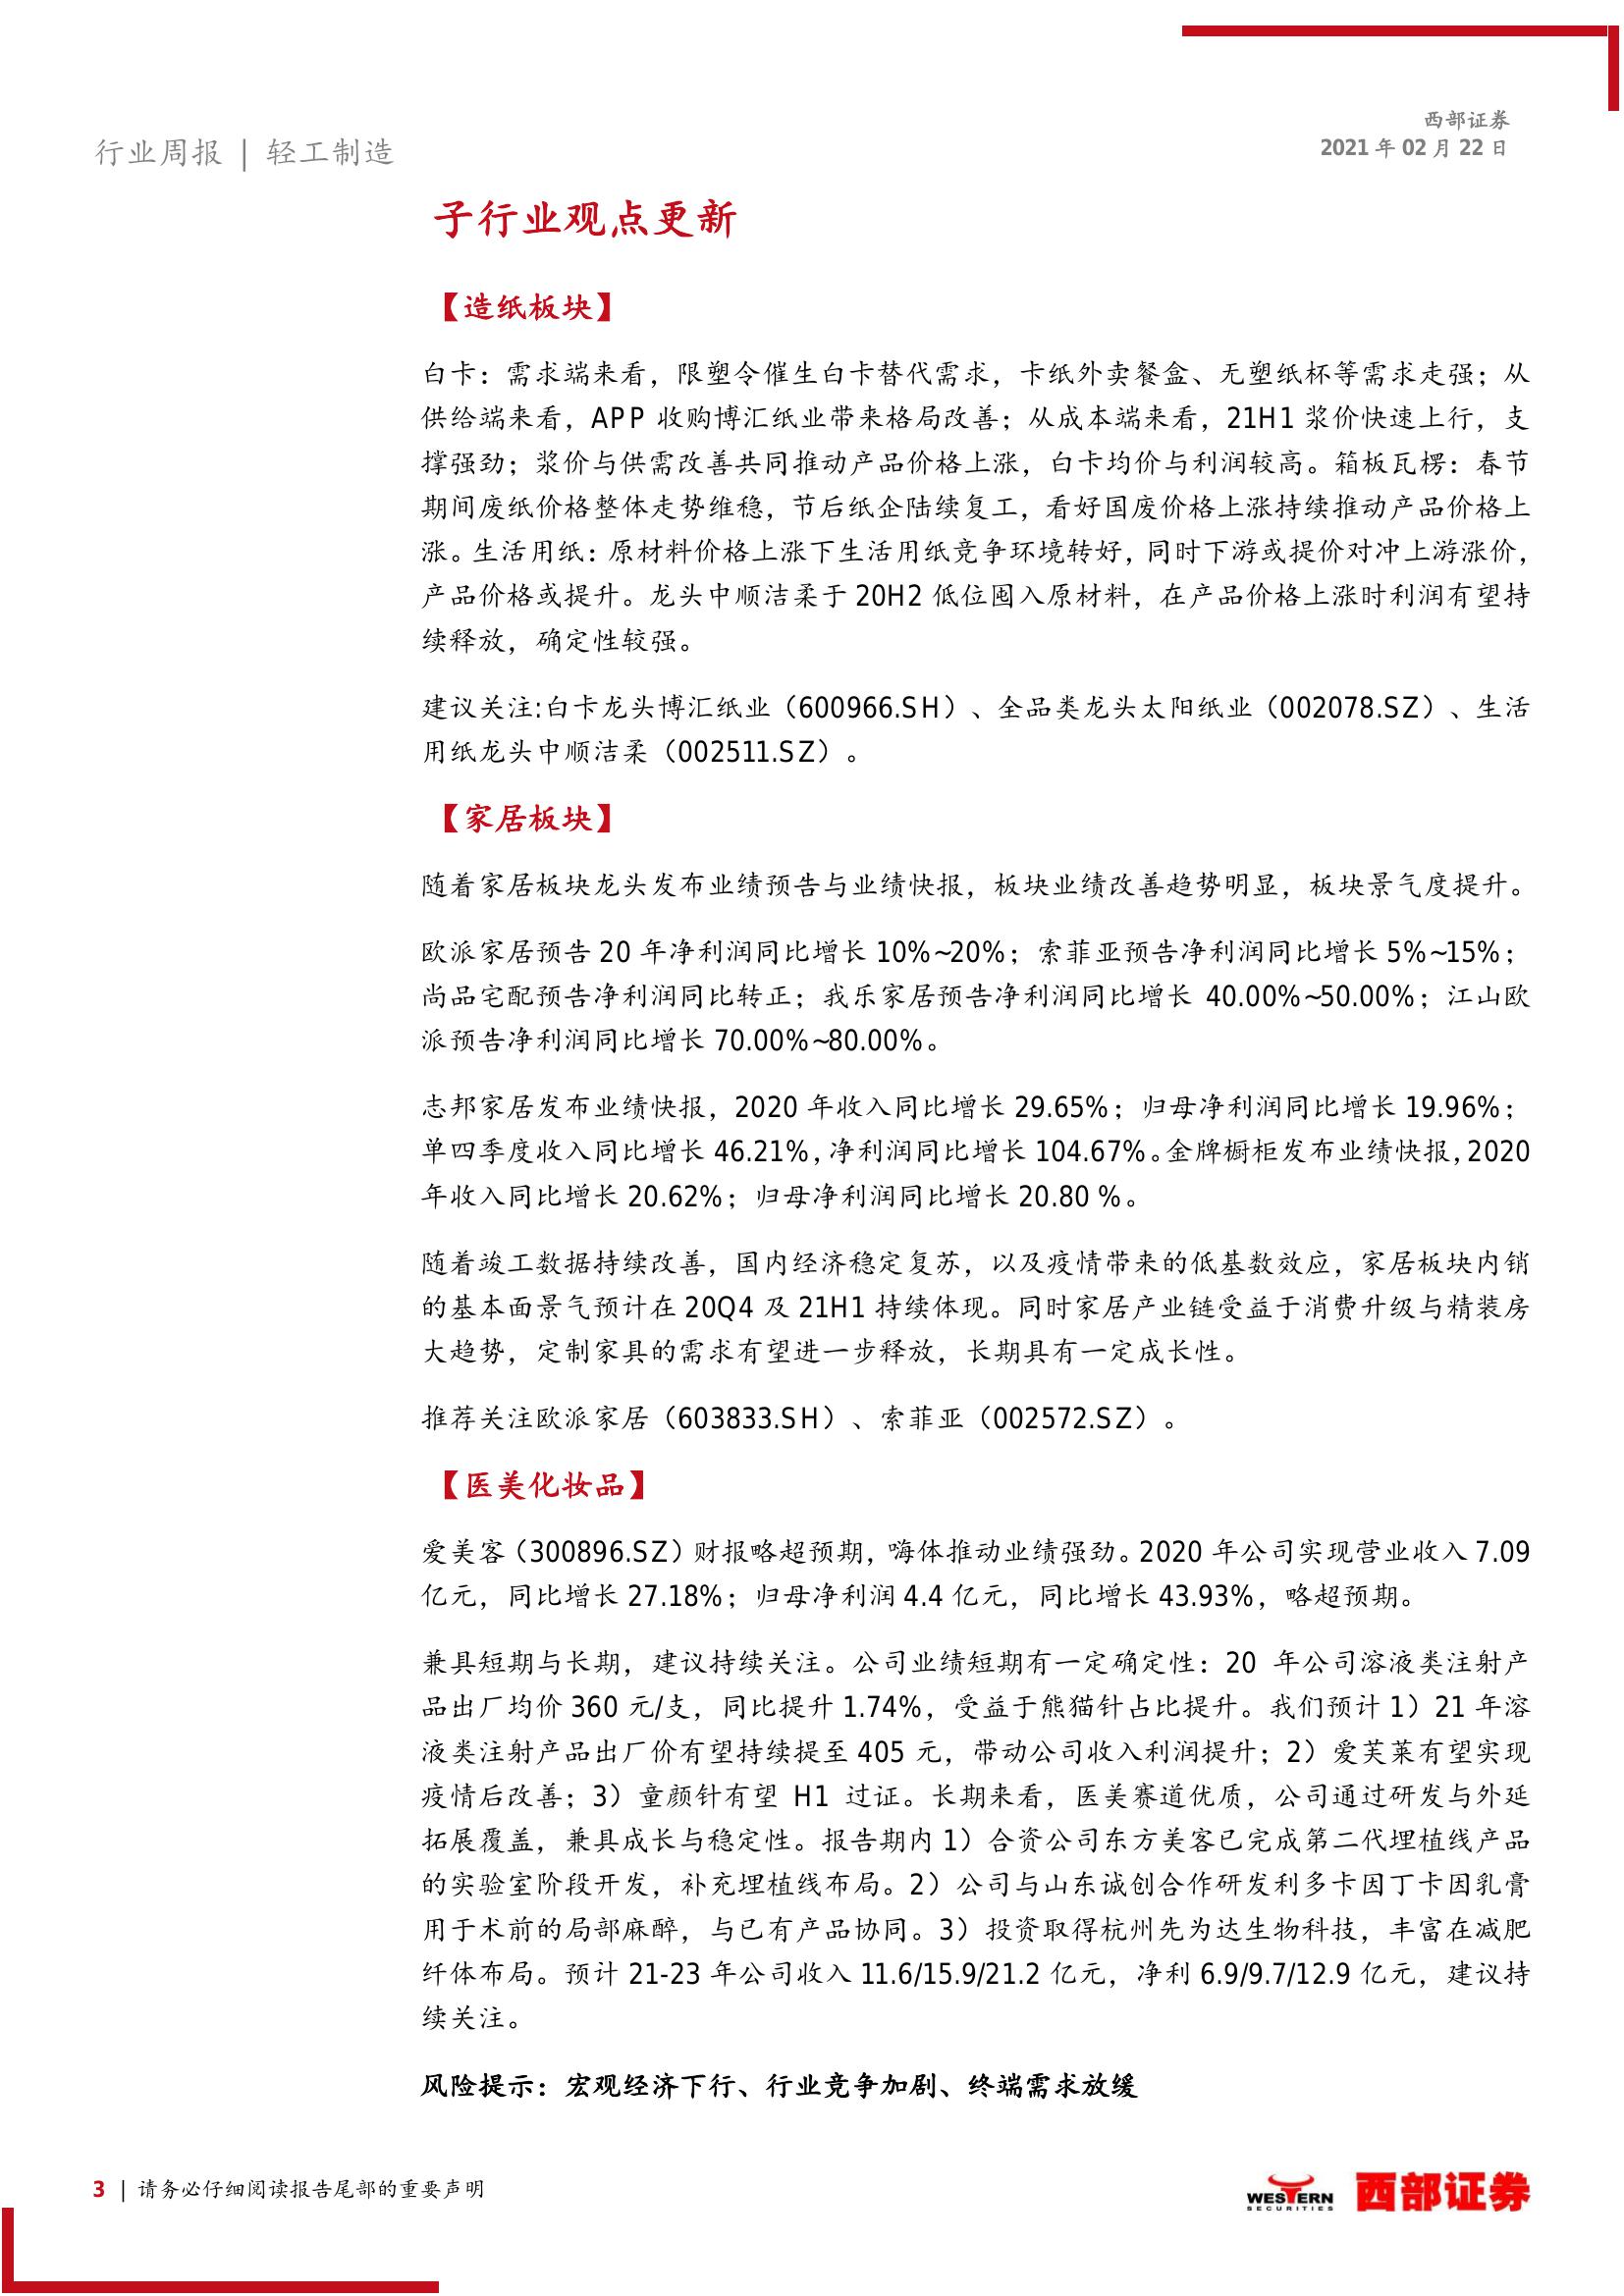 行业周报 | 轻工制造
西部证券
2021 年 02 月 22 日
子行业观点更新
【造纸板块】
白卡：需求端来看，限塑令催生白卡替代需求，卡纸外卖餐盒、无塑纸杯等需求走强；从
供给端来看，APP 收购博汇纸业带来格局改善；从成本端来看，21H1 浆价快速上行，支
撑强劲；浆价与供需改善共同推动产品价格上涨，白卡均价与利润较高。箱板瓦楞：春节
期间废纸价格整体走势维稳，节后纸企陆续复工，看好国废价格上涨持续推动产品价格上
涨。生活用纸：原材料价格上涨下生活用纸竞争环境转好，同时下游或提价对冲上游涨价，
产品价格或提升。龙头中顺洁柔于 20H2 低位囤入原材料，在产品价格上涨时利润有望持
续释放，确定性较强。
建议关注:白卡龙头博汇纸业（600966.SH）、全品类龙头太阳纸业（002078.SZ）、生活
用纸龙头中顺洁柔（002511.SZ）。
【家居板块】
随着家居板块龙头发布业绩预告与业绩快报，板块业绩改善趋势明显，板块景气度提升。
欧派家居预告 20 年净利润同比增长 10%~20%；索菲亚预告净利润同比增长 5%~15%；
尚品宅配预告净利润同比转正；我乐家居预告净利润同比增长 40.00%~50.00%；江山欧
派预告净利润同比增长 70.00%~80.00%。
志邦家居发布业绩快报，2020 年收入同比增长 29.65%；归母净利润同比增长 19.96%；
单四季度收入同比增长 46.21%，净利润同比增长 104.67%。金牌橱柜发布业绩快报，2020
年收入同比增长 20.62%；归母净利润同比增长 20.80 %。
随着竣工数据持续改善，国内经济稳定复苏，以及疫情带来的低基数效应，家居板块内销
的基本面景气预计在 20Q4 及 21H1 持续体现。同时家居产业链受益于消费升级与精装房
大趋势，定制家具的需求有望进一步释放，长期具有一定成长性。
推荐关注欧派家居（603833.SH）、索菲亚（002572.SZ）。
【医美化妆品】
爱美客（300896.SZ）财报略超预期，嗨体推动业绩强劲。2020 年公司实现营业收入 7.09
亿元，同比增长 27.18%；归母净利润 4.4 亿元，同比增长 43.93%，略超预期。
兼具短期与长期，建议持续关注。公司业绩短期有一定确定性：20 年公司溶液类注射产
品出厂均价 360 元/支，同比提升 1.74%，受益于熊猫针占比提升。我们预计 1）21 年溶
液类注射产品出厂价有望持续提至 405 元，带动公司收入利润提升；2）爱芙莱有望实现
疫情后改善；3）童颜针有望 H1 过证。长期来看，医美赛道优质，公司通过研发与外延
拓展覆盖，兼具成长与稳定性。报告期内 1）合资公司东方美客已完成第二代埋植线产品
的实验室阶段开发，补充埋植线布局。2）公司与山东诚创合作研发利多卡因丁卡因乳膏
用于术前的局部麻醉，与已有产品协同。3）投资取得杭州先为达生物科技，丰富在减肥
纤体布局。预计 21-23 年公司收入 11.6/15.9/21.2 亿元，净利 6.9/9.7/12.9 亿元，建议持
续关注。
风险提示：宏观经济下行、行业竞争加剧、终端需求放缓
3 | 请务必仔细阅读报告尾部的重要声明
WESTERN
SECURITIES
西部证券